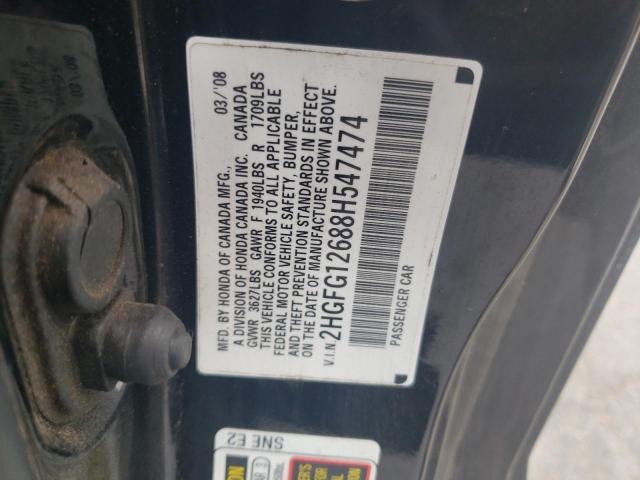 MFD. BY HONDA OF CANADA MFG., 03/'08
A DIVISION OF HONDA CANADA INC. CANADA
GVWR 3627LBS GAWR F 1940LBS R 1709LBS
THIS VEHICLE CONFORMS TO ALL APPLICABLE
FEDERAL MOTOR VEHICLE SAFETY, BUMPER,
AND THEFT PREVENTION STANDARDS IN EFFECT
ON THE DATE OF MANUFACTURE SHOWN ABOVE.
V.I.N. 2HGFG12688H547474
PASSENGER CAR
SNE E2